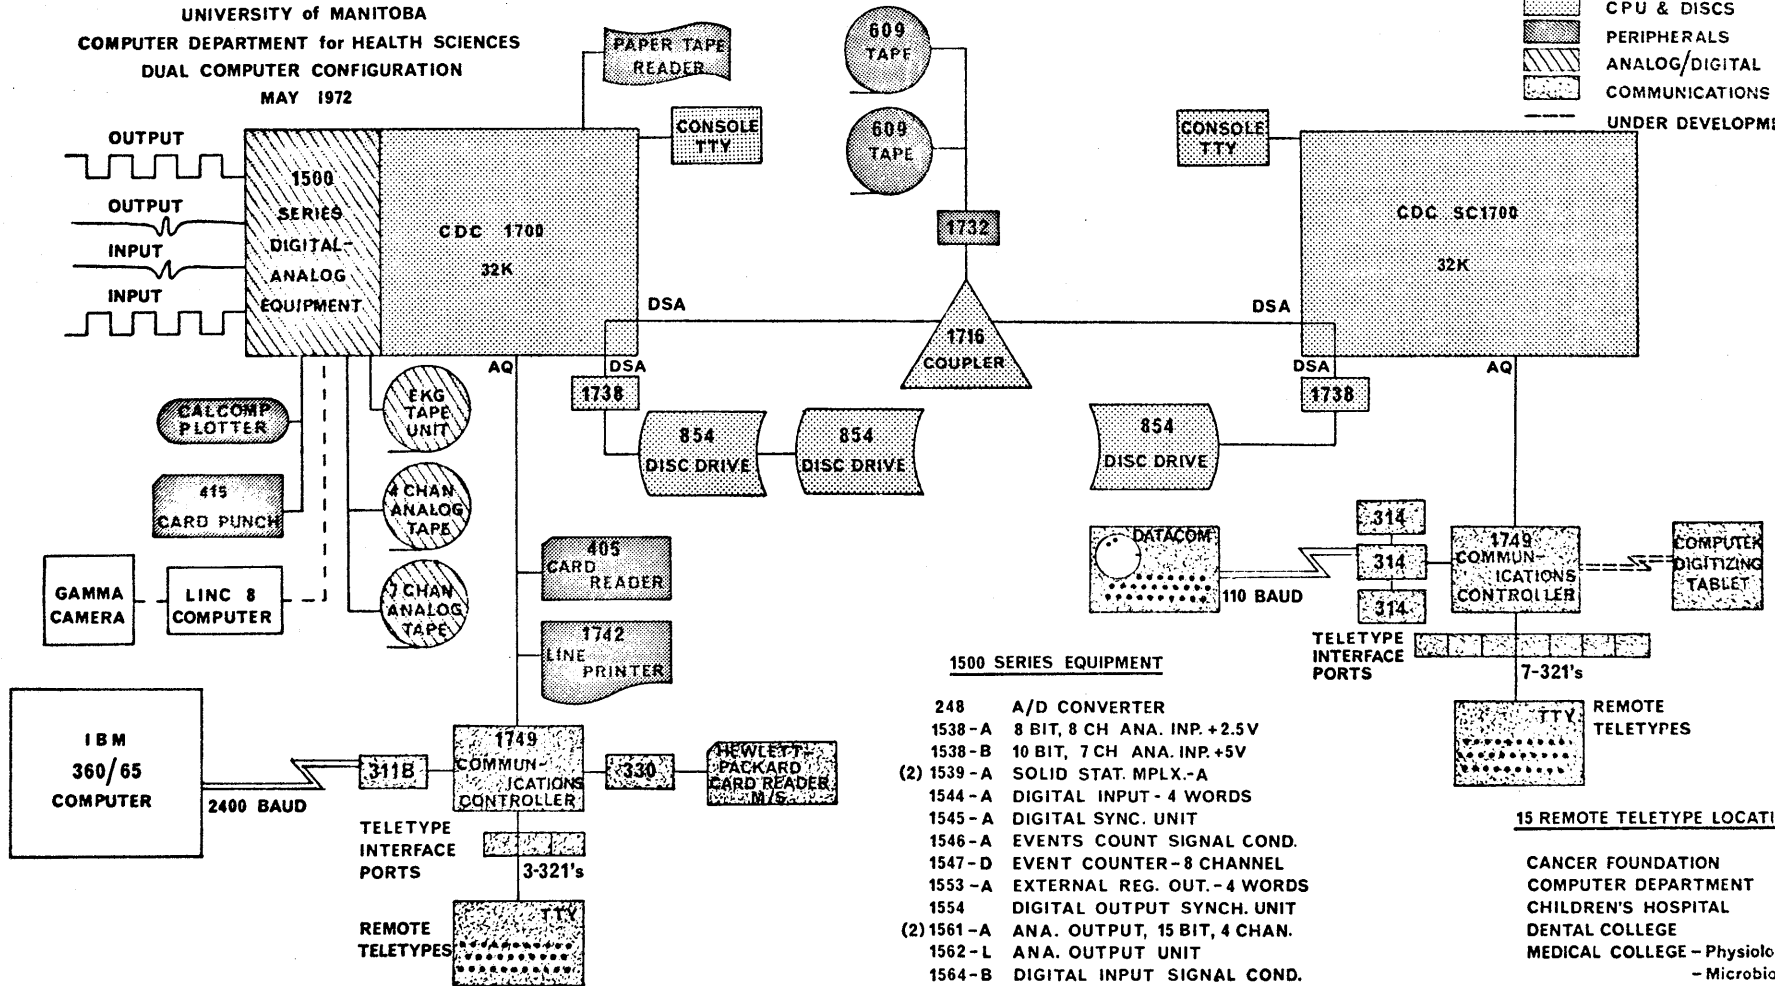 UNIVERSITY of MANITOBA
COMPUTER DEPARTMENT for HEALTH SCIENCES
DUAL COMPUTER CONFIGURATION
MAY 1972
CPU & DISCS
PERIPHERALS
ANALOG/DIGITAL
COMMUNICATIONS
UNDER
PAPER TAPE
READER
CONSOLE
TTY
609
TAPE
609
TAPE
1732
CONSOLE
TTY
OUTPUT
OUTPUT
INPUT
INPUT
1500
SERIES
DIGITAL-
ANALOG
EQUIPMENT
CDC 1700
32K
CDC SC1700
32K
DSA
DSA
1716
COUPLER
AQ
DSA
DSA
AQ
1738
1738
CALCOMP
PLOTTER
EKG
TAPE
UNIT
854
DISC DRIVE
854
DISC DRIVE
854
DISC DRIVE
415
CARD PUNCH
4 CHAN
ANALOG
TAPE
405
CARD
READER
GAMMA
CAMERA
LINC 8
COMPUTER
7 CHAN
ANALOG
TAPE
1742
LINE
PRINTER
DATACOM
110 BAUD
314
314
314
1749
COMMUN-
ICATIONS
CONTROLLER
COMPUTEK
DIGITIZING
TABLET
TELETYPE
INTERFACE
PORTS
7-321's
TTY
REMOTE
TELETYPES
IBM
360/65
COMPUTER
2400 BAUD
311B
1749
COMMUN-
ICATIONS
CONTROLLER
330
HEWLETT-
PACKARD
CARD READER
M/S
TELETYPE
INTERFACE
PORTS
3-321's
REMOTE
TELETYPES
TTY
1500 SERIES EQUIPMENT
248 A/D CONVERTER
1538-A 8 BIT, 8 CH ANA. INP. +2.5V
1538-B 10 BIT, 7 CH ANA. INP. +5V
(2) 1539-A SOLID STAT. MPLX.-A
1544-A DIGITAL INPUT - 4 WORDS
1545-A DIGITAL SYNC. UNIT
1546-A EVENTS COUNT SIGNAL COND.
1547-D EVENT COUNTER-8 CHANNEL
1553-A EXTERNAL REG. OUT.-4 WORDS
1554 DIGITAL OUTPUT SYNCH. UNIT
(2) 1561-A ANA. OUTPUT, 15 BIT, 4 CHAN.
1562-L ANA. OUTPUT UNIT
1564-B DIGITAL INPUT SIGNAL COND.
15 REMOTE TELETYPE
CANCER FOUNDATION
COMPUTER DEPARTMENT
CHILDREN'S HOSPITAL
DENTAL COLLEGE
MEDICAL COLLEGE -